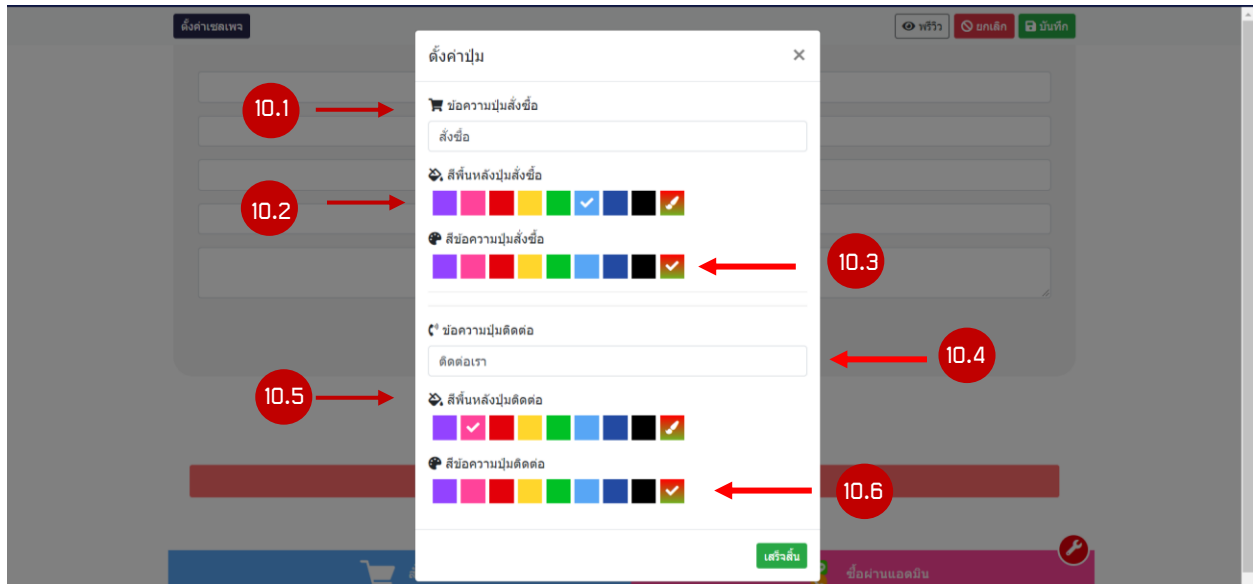 ตั้งค่าเซตเพจ
พรีวิว
ยกเลิก
บันทึก
ตั้งค่าปุ่ม
×
10.1
ข้อความปุ่มสั่งซื้อ
สั่งซื้อ
สีพื้นหลังปุ่มสั่งซื้อ
10.2
สีข้อความปุ่มสั่งซื้อ
10.3
ข้อความปุ่มติดต่อ
10.4
ติดต่อเรา
10.5
สีพื้นหลังปุ่มติดต่อ
สีข้อความปุ่มติดต่อ
10.6
เสร็จสิ้น
ซื้อผ่านแอดมิน